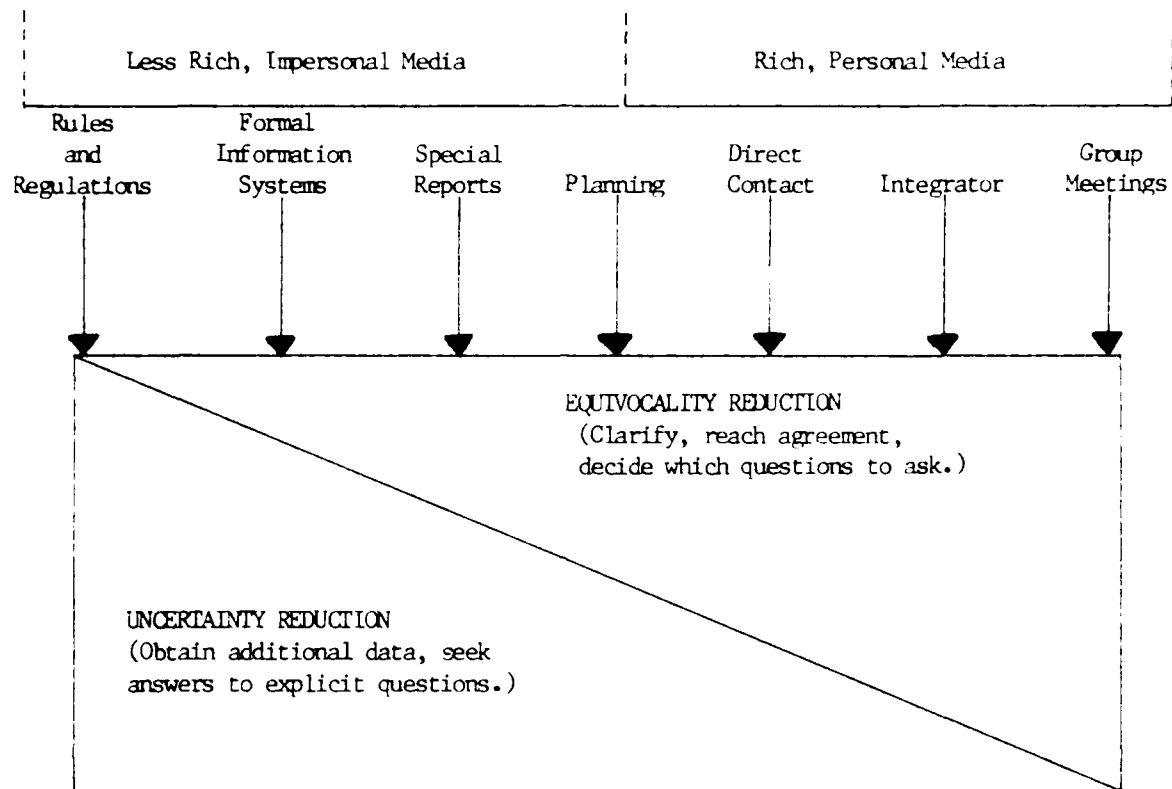 Less Rich, Impersonal Media
Rich, Personal Media
Rules
and
Regulations
Formal
Information
Systems
Special
Reports
Planning
Direct
Contact
Integrator
Group
Meetings
EQUIVOCALITY REDUCTION
(Clarify, reach agreement,
decide which questions to ask.)
UNCERTAINTY REDUCTION
(Obtain additional data, seek
answers to explicit questions.)